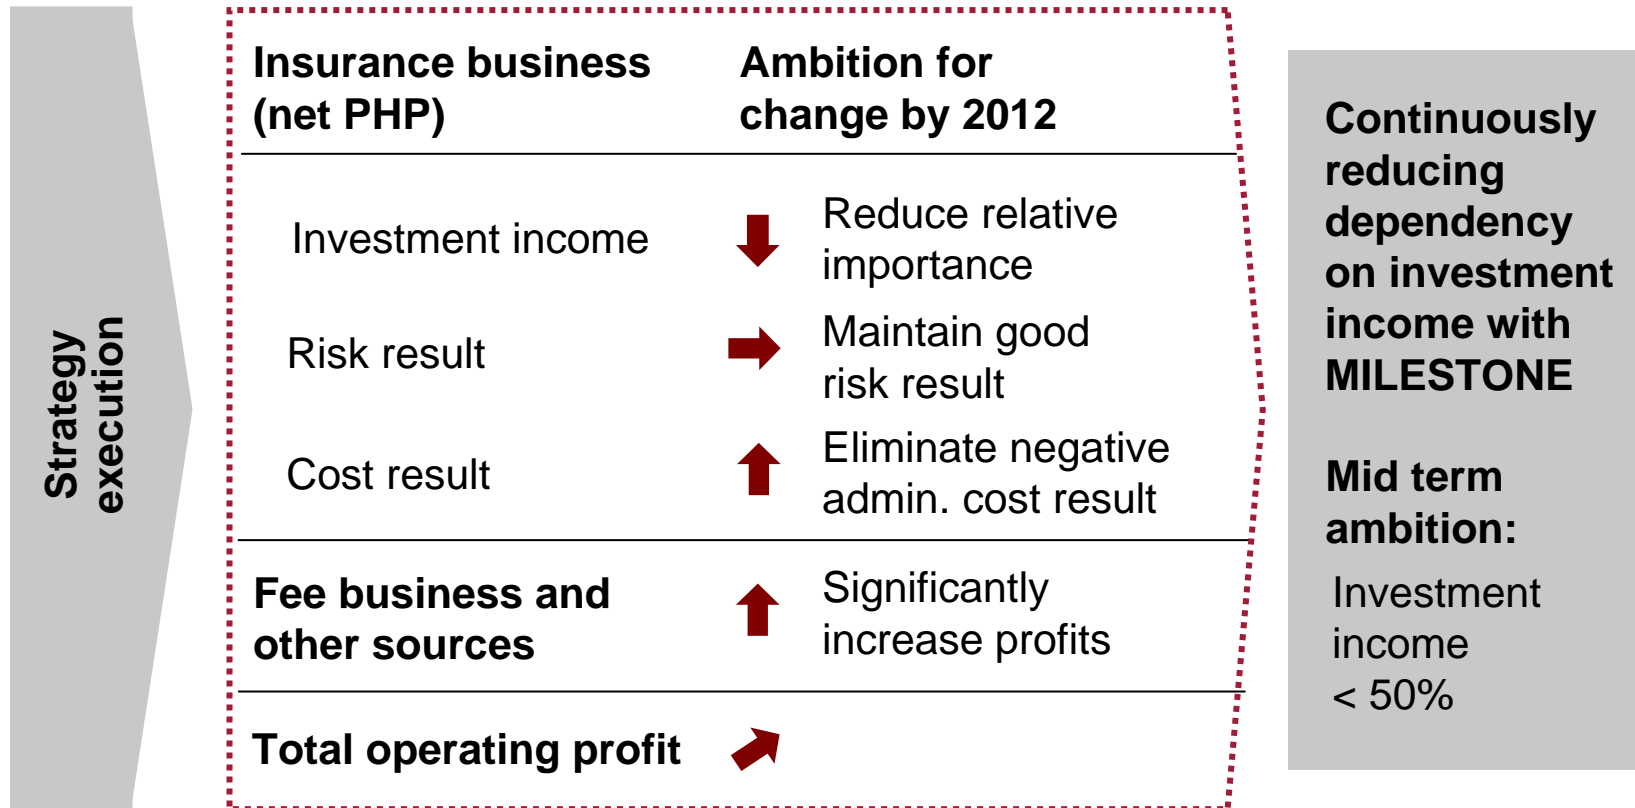 Strategy
execution
Insurance business
(net PHP)
Ambition for
change by 2012
Investment income
Reduce relative
importance
Risk result
Maintain good
risk result
Cost result
Eliminate negative
admin. cost result
Fee business and
other sources
Significantly
increase profits
Total operating profit
Continuously
reducing
dependency
on investment
income with
MILESTONE
Mid term
ambition:
Investment
income
< 50%